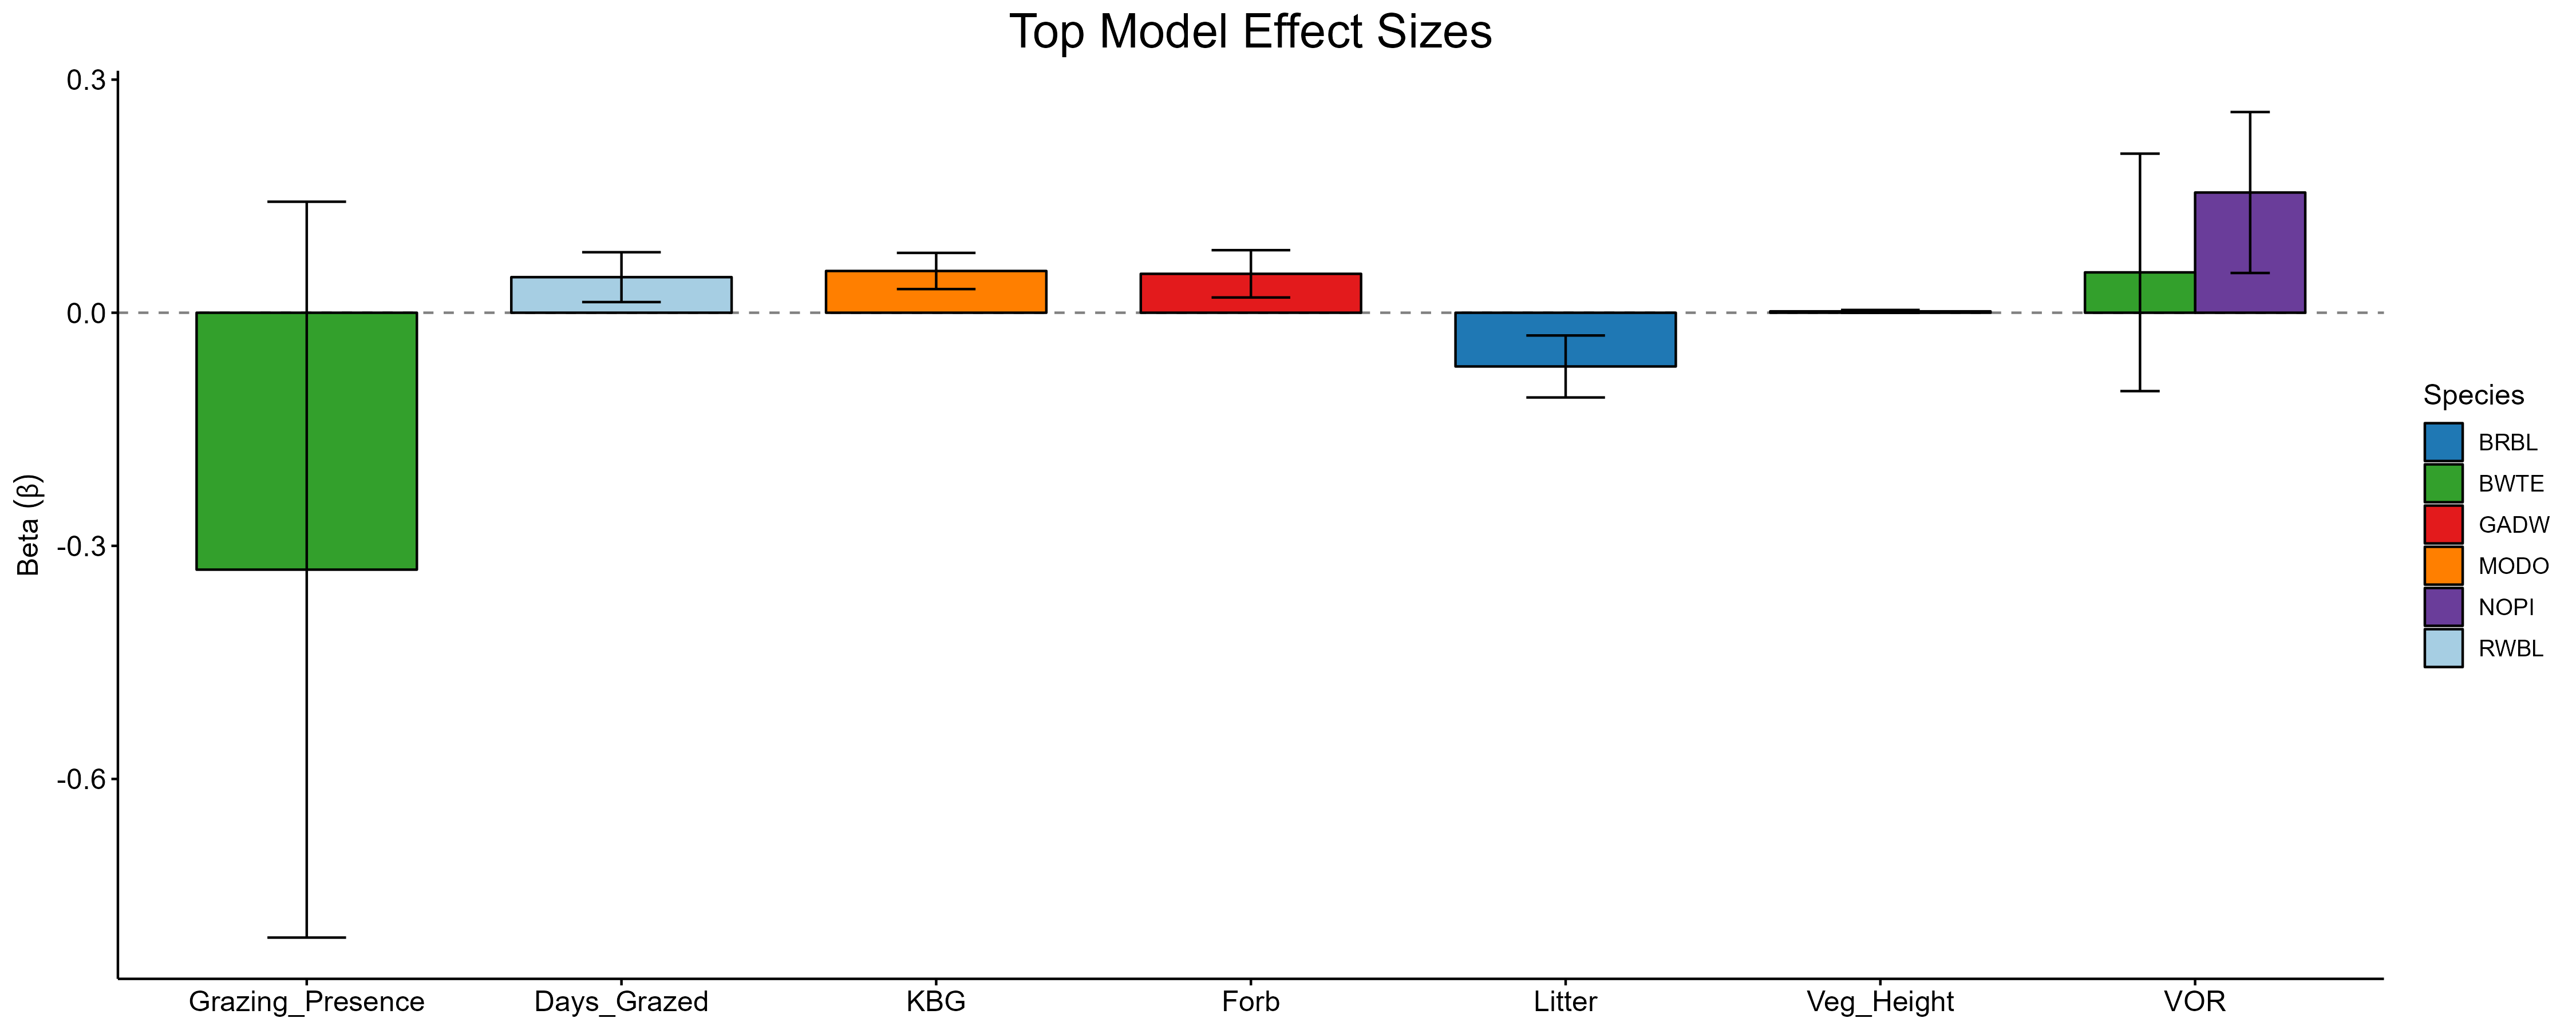 Top Model Effect Sizes
0.3
0.0
-0.3
-0.6
Beta (β)
Grazing_Presence
Days_Grazed
KBG
Forb
Litter
Veg_Height
VOR
Species
BRBL
BWTE
GADW
MODO
NOPI
RWBL